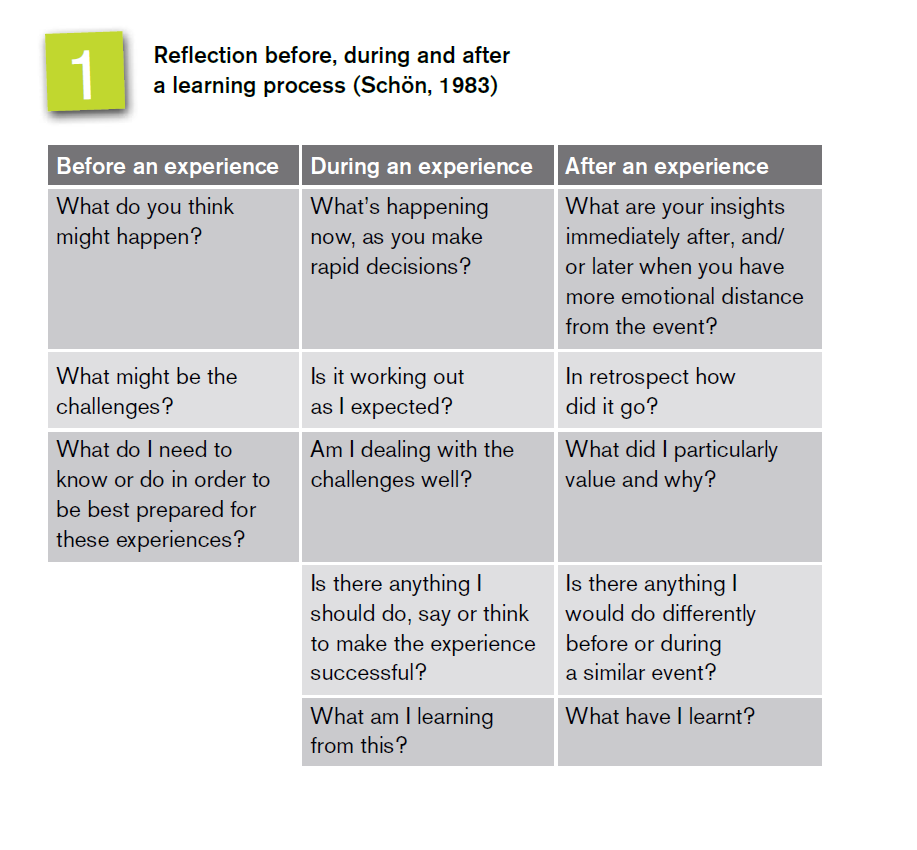 1
Reflection before, during and after
a learning process (Schön, 1983)
Before an experience
During an experience
After an experience
What do you think
might happen?
What’s happening
now, as you make
rapid decisions?
What are your insights
immediately after, and/
or later when you have
more emotional distance
from the event?
What might be the
challenges?
Is it working out
as I expected?
In retrospect how
did it go?
What do I need to
know or do in order to
be best prepared for
these experiences?
Am I dealing with the
challenges well?
What did I particularly
value and why?
Is there anything I
should do, say or think
to make the experience
successful?
Is there anything I
would do differently
before or during
a similar event?
What am I learning
from this?
What have I learnt?